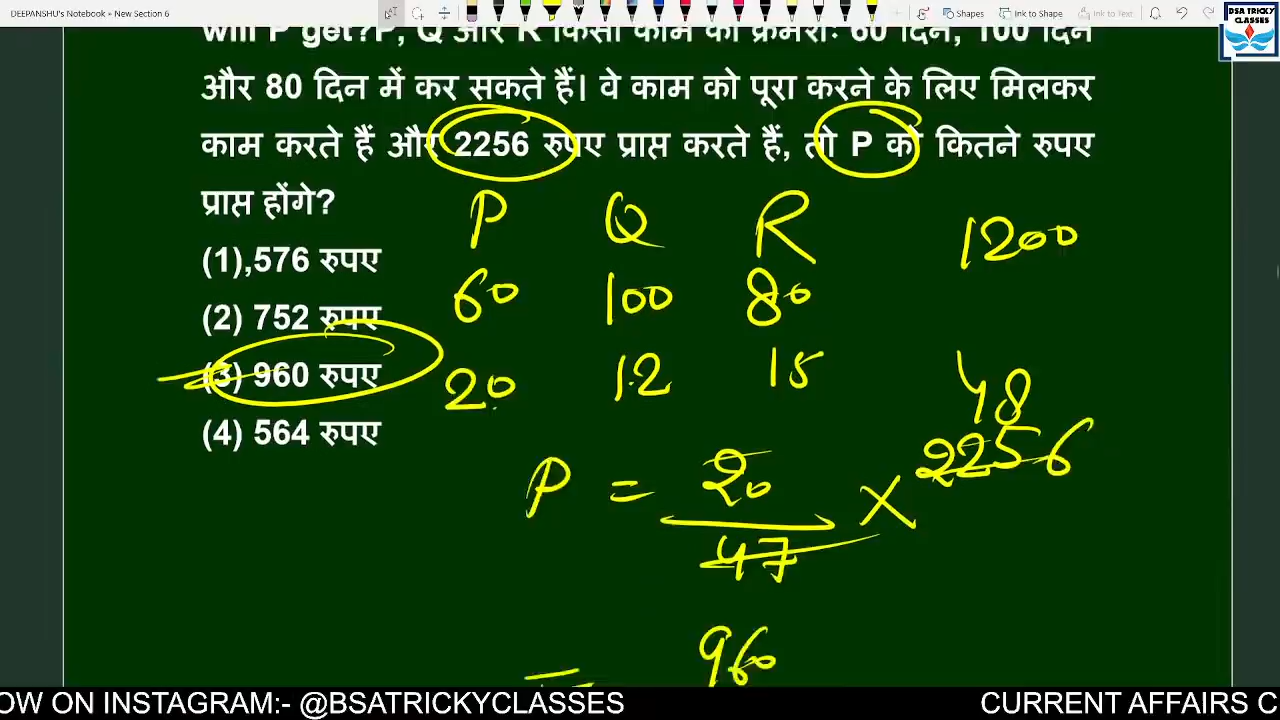 DEEPANSHU's Notebook » New Section 6
Shapes
Ink to Shape
Ink to Text
BSA TRICKY
CLASSES
will P get?P, Q और R किसी काम को क्रमशः 60 दिन, 100 दिन
और 80 दिन में कर सकते हैं। वे काम को पूरा करने के लिए मिलकर
काम करते हैं और 2256 रुपए प्राप्त करते हैं, तो P को कितने रुपए
प्राप्त होंगे?
P Q R 1200
(1),576 रुपए
60 100 80
(2) 752 रुपए
(3) 960 रुपए
20 12 15
48
(4) 564 रुपए
P = 20/47 × 2256
= 960
OW ON INSTAGRAM:- @BSATRICKYCLASSES
CURRENT AFFAIRS C